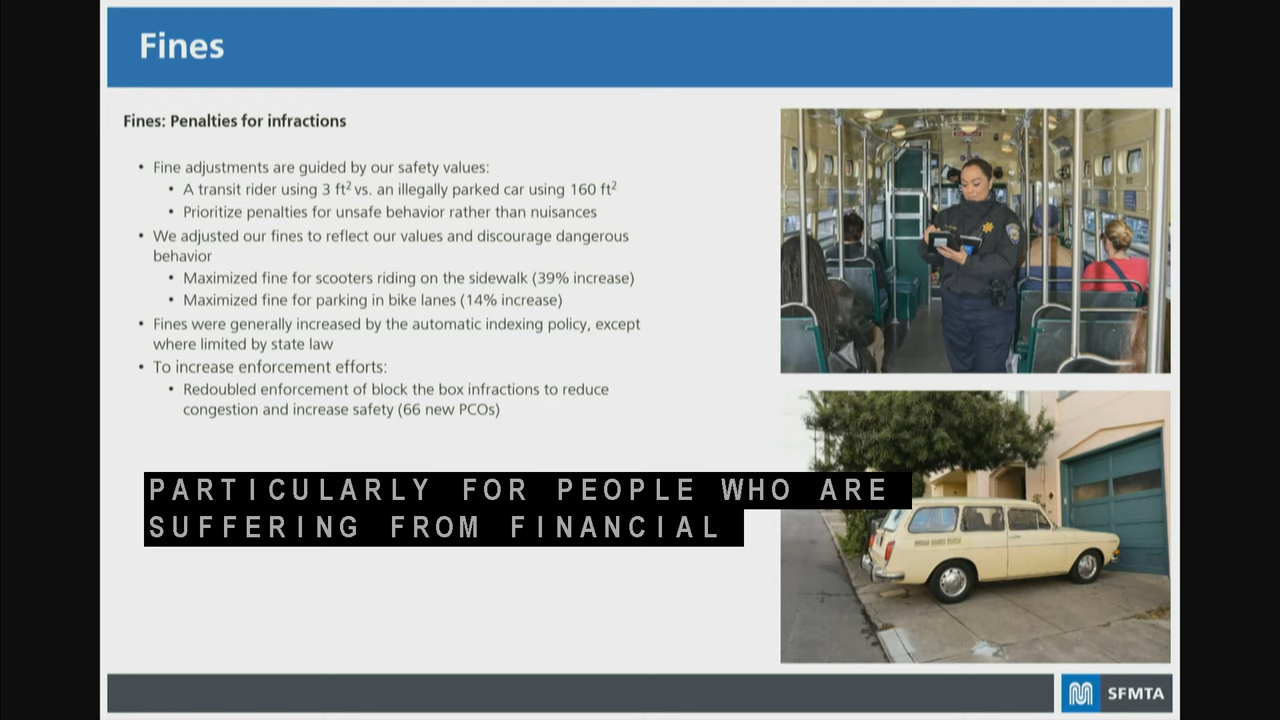 Fines
Fines: Penalties for infractions
• Fine adjustments are guided by our safety values:
• A transit rider using 3 ft² vs. an illegally parked car using 160 ft²
• Prioritize penalties for unsafe behavior rather than nuisances
• We adjusted our fines to reflect our values and discourage dangerous
behavior
• Maximized fine for scooters riding on the sidewalk (39% increase)
• Maximized fine for parking in bike lanes (14% increase)
• Fines were generally increased by the automatic indexing policy, except
where limited by state law
• To increase enforcement efforts:
• Redoubled enforcement of block the box infractions to reduce
congestion and increase safety (66 new PCOs)
PARTICULARLY FOR PEOPLE WHO ARE
SUFFERING FROM FINANCIAL
SFMTA